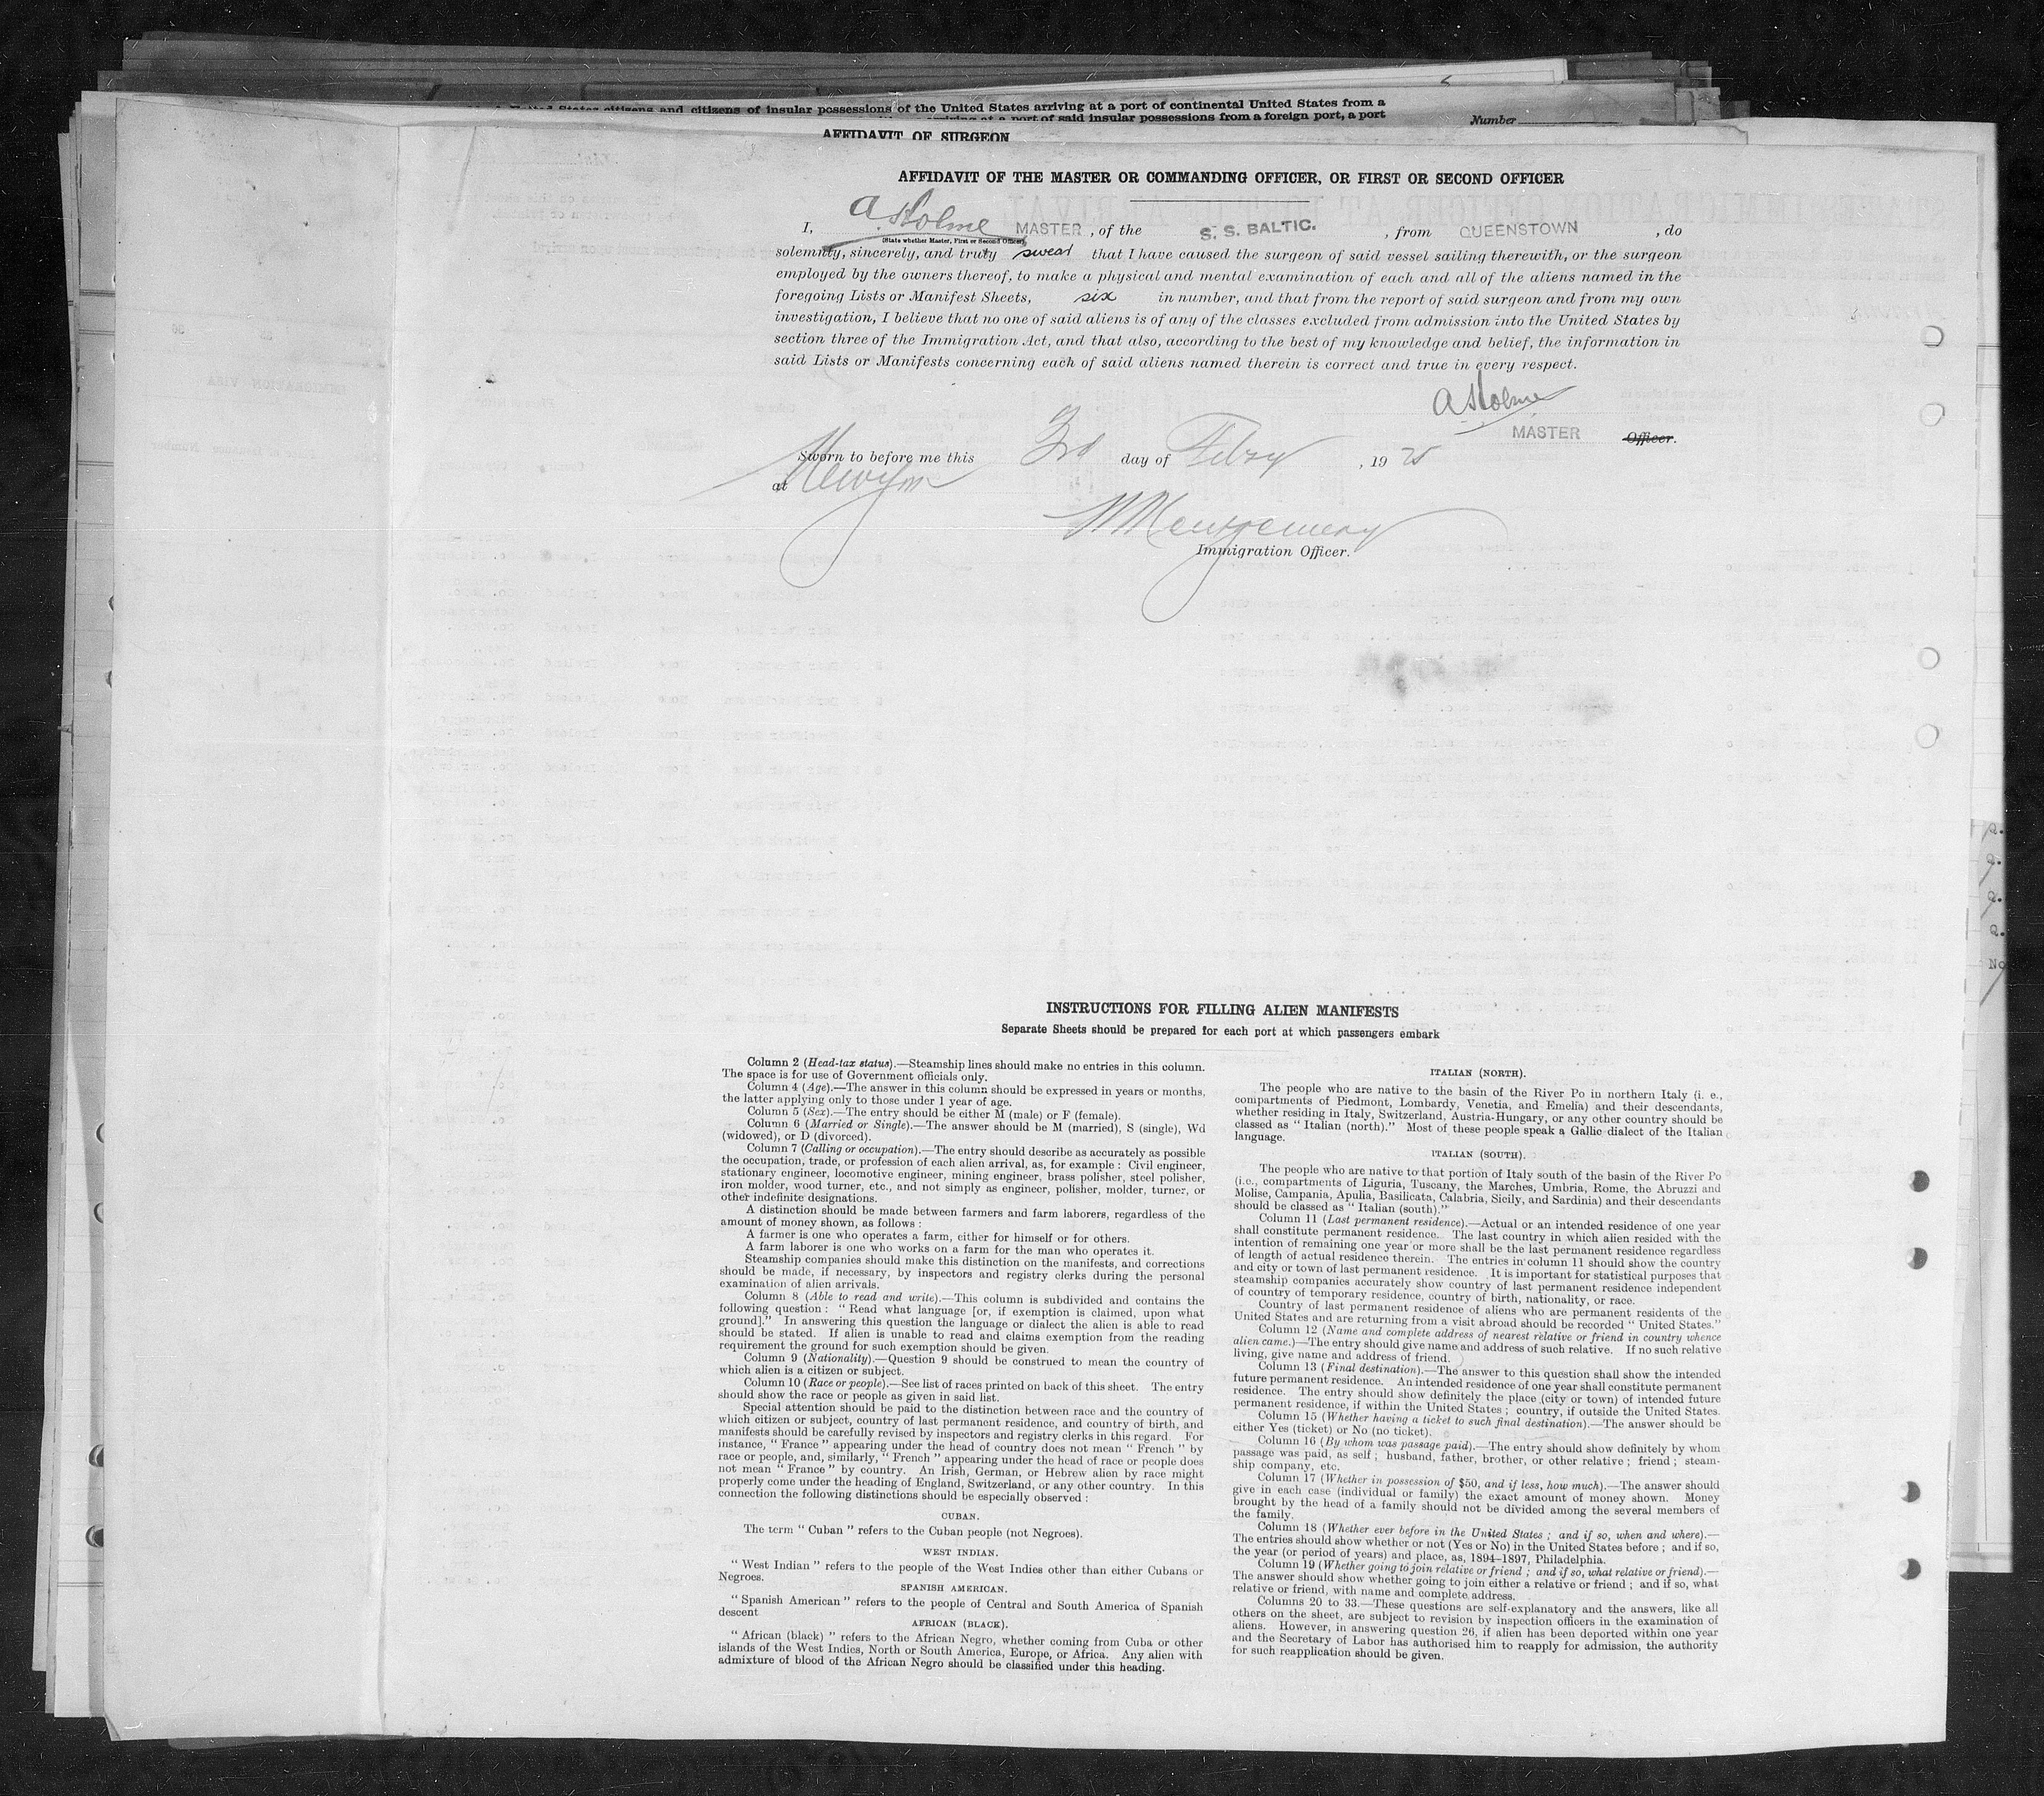 United States citizens and citizens of insular possessions of the United States arriving at a port of continental United States from a
arriving at a port of said insular possessions from a foreign port, a port
Number
AFFIDAVIT OF SURGEON
AFFIDAVIT OF THE MASTER OR COMMANDING OFFICER, OR FIRST OR SECOND OFFICER
I, A Holme MASTER, of the S. S. BALTIC. , from QUEENSTOWN , do
(State whether Master, First or Second Officer)
solemnly, sincerely, and truly swear that I have caused the surgeon of said vessel sailing therewith, or the surgeon
employed by the owners thereof, to make a physical and mental examination of each and all of the aliens named in the
foregoing Lists or Manifest Sheets, six in number, and that from the report of said surgeon and from my own
investigation, I believe that no one of said aliens is of any of the classes excluded from admission into the United States by
section three of the Immigration Act, and that also, according to the best of my knowledge and belief, the information in
said Lists or Manifests concerning each of said aliens named therein is correct and true in every respect.
A Holme
MASTER Officer.
Sworn to before me this 3rd day of Febry , 19 25
at New York
Montgomery
Immigration Officer.
INSTRUCTIONS FOR FILLING ALIEN MANIFESTS
Separate Sheets should be prepared for each port at which passengers embark
Column 2 (Head-tax status).—Steamship lines should make no entries in this column.
The space is for use of Government officials only.
Column 4 (Age).—The answer in this column should be expressed in years or months,
the latter applying only to those under 1 year of age.
Column 5 (Sex).—The entry should be either M (male) or F (female).
Column 6 (Married or Single).—The answer should be M (married), S (single), Wd
(widowed), or D (divorced).
Column 7 (Calling or occupation).—The entry should describe as accurately as possible
the occupation, trade, or profession of each alien arrival, as, for example : Civil engineer,
stationary engineer, locomotive engineer, mining engineer, brass polisher, steel polisher,
iron molder, wood turner, etc., and not simply as engineer, polisher, molder, turner, or
other indefinite designations.
A distinction should be made between farmers and farm laborers, regardless of the
amount of money shown, as follows :
A farmer is one who operates a farm, either for himself or for others.
A farm laborer is one who works on a farm for the man who operates it.
Steamship companies should make this distinction on the manifests, and corrections
should be made, if necessary, by inspectors and registry clerks during the personal
examination of alien arrivals.
Column 8 (Able to read and write).—This column is subdivided and contains the
following question : “ Read what language [or, if exemption is claimed, upon what
ground].” In answering this question the language or dialect the alien is able to read
should be stated. If alien is unable to read and claims exemption from the reading
requirement the ground for such exemption should be given.
Column 9 (Nationality).—Question 9 should be construed to mean the country of
which alien is a citizen or subject.
Column 10 (Race or people).—See list of races printed on back of this sheet. The entry
should show the race or people as given in said list.
Special attention should be paid to the distinction between race and the country of
which citizen or subject, country of last permanent residence, and country of birth, and
manifests should be carefully revised by inspectors and registry clerks in this regard. For
instance, “ France ” appearing under the head of country does not mean “ French ” by
race or people, and, similarly, “ French ” appearing under the head of race or people does
not mean “ France ” by country. An Irish, German, or Hebrew alien by race might
properly come under the heading of England, Switzerland, or any other country. In this
connection the following distinctions should be especially observed :
CUBAN.
The term “ Cuban ” refers to the Cuban people (not Negroes).
WEST INDIAN.
“ West Indian ” refers to the people of the West Indies other than either Cubans or
Negroes.
SPANISH AMERICAN.
“ Spanish American ” refers to the people of Central and South America of Spanish
descent
AFRICAN (BLACK).
“ African (black) ” refers to the African Negro, whether coming from Cuba or other
islands of the West Indies, North or South America, Europe, or Africa. Any alien with
admixture of blood of the African Negro should be classified under this heading.
ITALIAN (NORTH).
The people who are native to the basin of the River Po in northern Italy (i. e.,
compartments of Piedmont, Lombardy, Venetia, and Emelia) and their descendants,
whether residing in Italy, Switzerland, Austria-Hungary, or any other country should be
classed as “ Italian (north).” Most of these people speak a Gallic dialect of the Italian
language.
ITALIAN (SOUTH).
The people who are native to that portion of Italy south of the basin of the River Po
(i.e., compartments of Liguria, Tuscany, the Marches, Umbria, Rome, the Abruzzi and
Molise, Campania, Apulia, Basilicata, Calabria, Sicily, and Sardinia) and their descendants
should be classed as “ Italian (south).”
Column 11 (Last permanent residence).—Actual or an intended residence of one year
shall constitute permanent residence. The last country in which alien resided with the
intention of remaining one year or more shall be the last permanent residence regardless
of length of actual residence therein. The entries in column 11 should show the country
and city or town of last permanent residence. It is important for statistical purposes that
steamship companies accurately show country of last permanent residence independent
of country of temporary residence, country of birth, nationality, or race.
Country of last permanent residence of aliens who are permanent residents of the
United States and are returning from a visit abroad should be recorded “ United States.”
Column 12 (Name and complete address of nearest relative or friend in country whence
alien came.)—The entry should give name and address of such relative. If no such relative
living, give name and address of friend.
Column 13 (Final destination).—The answer to this question shall show the intended
future permanent residence. An intended residence of one year shall constitute permanent
residence. The entry should show definitely the place (city or town) of intended future
permanent residence, if within the United States ; country, if outside the United States.
Column 15 (Whether having a ticket to such final destination).—The answer should be
either Yes (ticket) or No (no ticket).
Column 16 (By whom was passage paid).—The entry should show definitely by whom
passage was paid, as self ; husband, father, brother, or other relative ; friend ; steam-
ship company, etc.
Column 17 (Whether in possession of $50, and if less, how much).—The answer should
give in each case (individual or family) the exact amount of money shown. Money
brought by the head of a family should not be divided among the several members of
the family.
Column 18 (Whether ever before in the United States ; and if so, when and where).—
The entries should show whether or not (Yes or No) in the United States before ; and if so,
the year (or period of years) and place, as, 1894–1897, Philadelphia.
Column 19 (Whether going to join relative or friend ; and if so, what relative or friend).—
The answer should show whether going to join either a relative or friend ; and if so, what
relative or friend, with name and complete address.
Columns 20 to 33.—These questions are self-explanatory and the answers, like all
others on the sheet, are subject to revision by inspection officers in the examination of
aliens. However, in answering question 26, if alien has been deported within one year
and the Secretary of Labor has authorised him to reapply for admission, the authority
for such reapplication should be given.